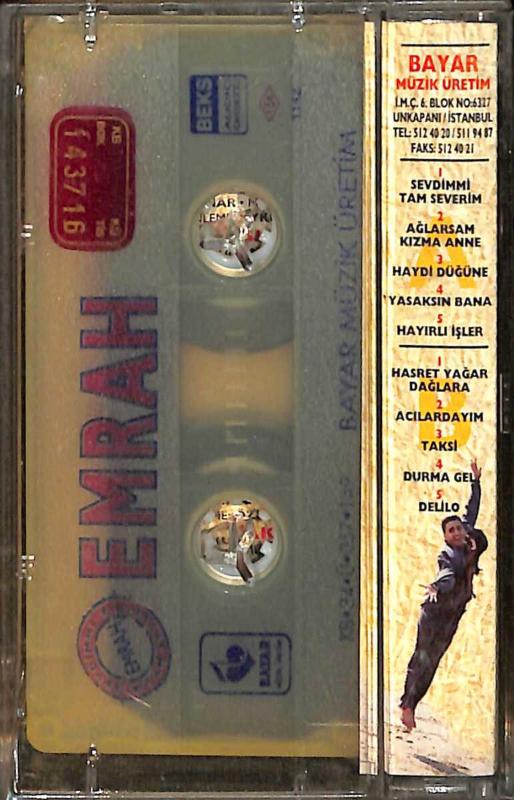 BAYAR
MÜZİK ÜRETİM
İ.M.Ç. 6. BLOK NO:6327
UNKAPANI / İSTANBUL
TEL: 512 40 20 / 511 94 87
FAKS: 512 40 21
1
SEVDİMMİ
TAM SEVERİM
2
AĞLARSAM
KIZMA ANNE
3
HAYDİ DÜĞÜNE
4
YASAKSIN BANA
5
HAYIRLI İŞLER
A
1
HASRET YAĞAR
DAĞLARA
2
ACILARDAYIM
3
TAKSİ
4
DURMA GEL
5
DELİLO
B
EMRAH
143716
BEKS
BAYAR MÜZİK ÜRETİM
EMRAH
BAYAR